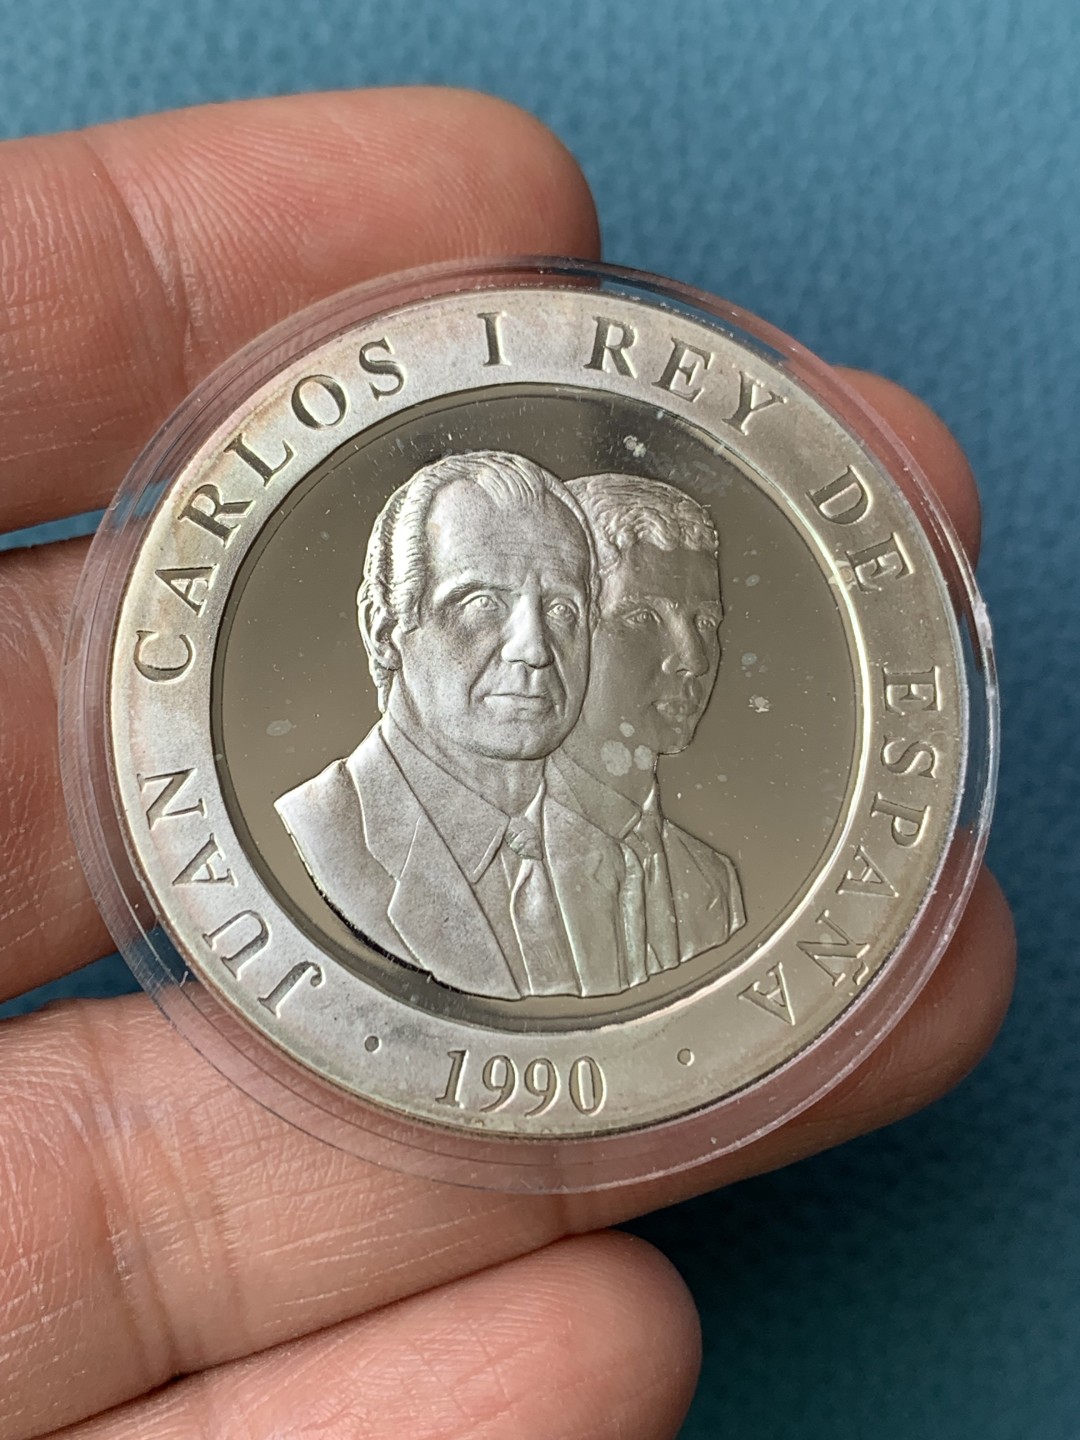 JUAN CARLOS I REY DE ESPAÑA
· 1990 ·